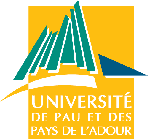 UNIVERSITÉ
DE PAU ET DES
PAYS DE L'ADOUR